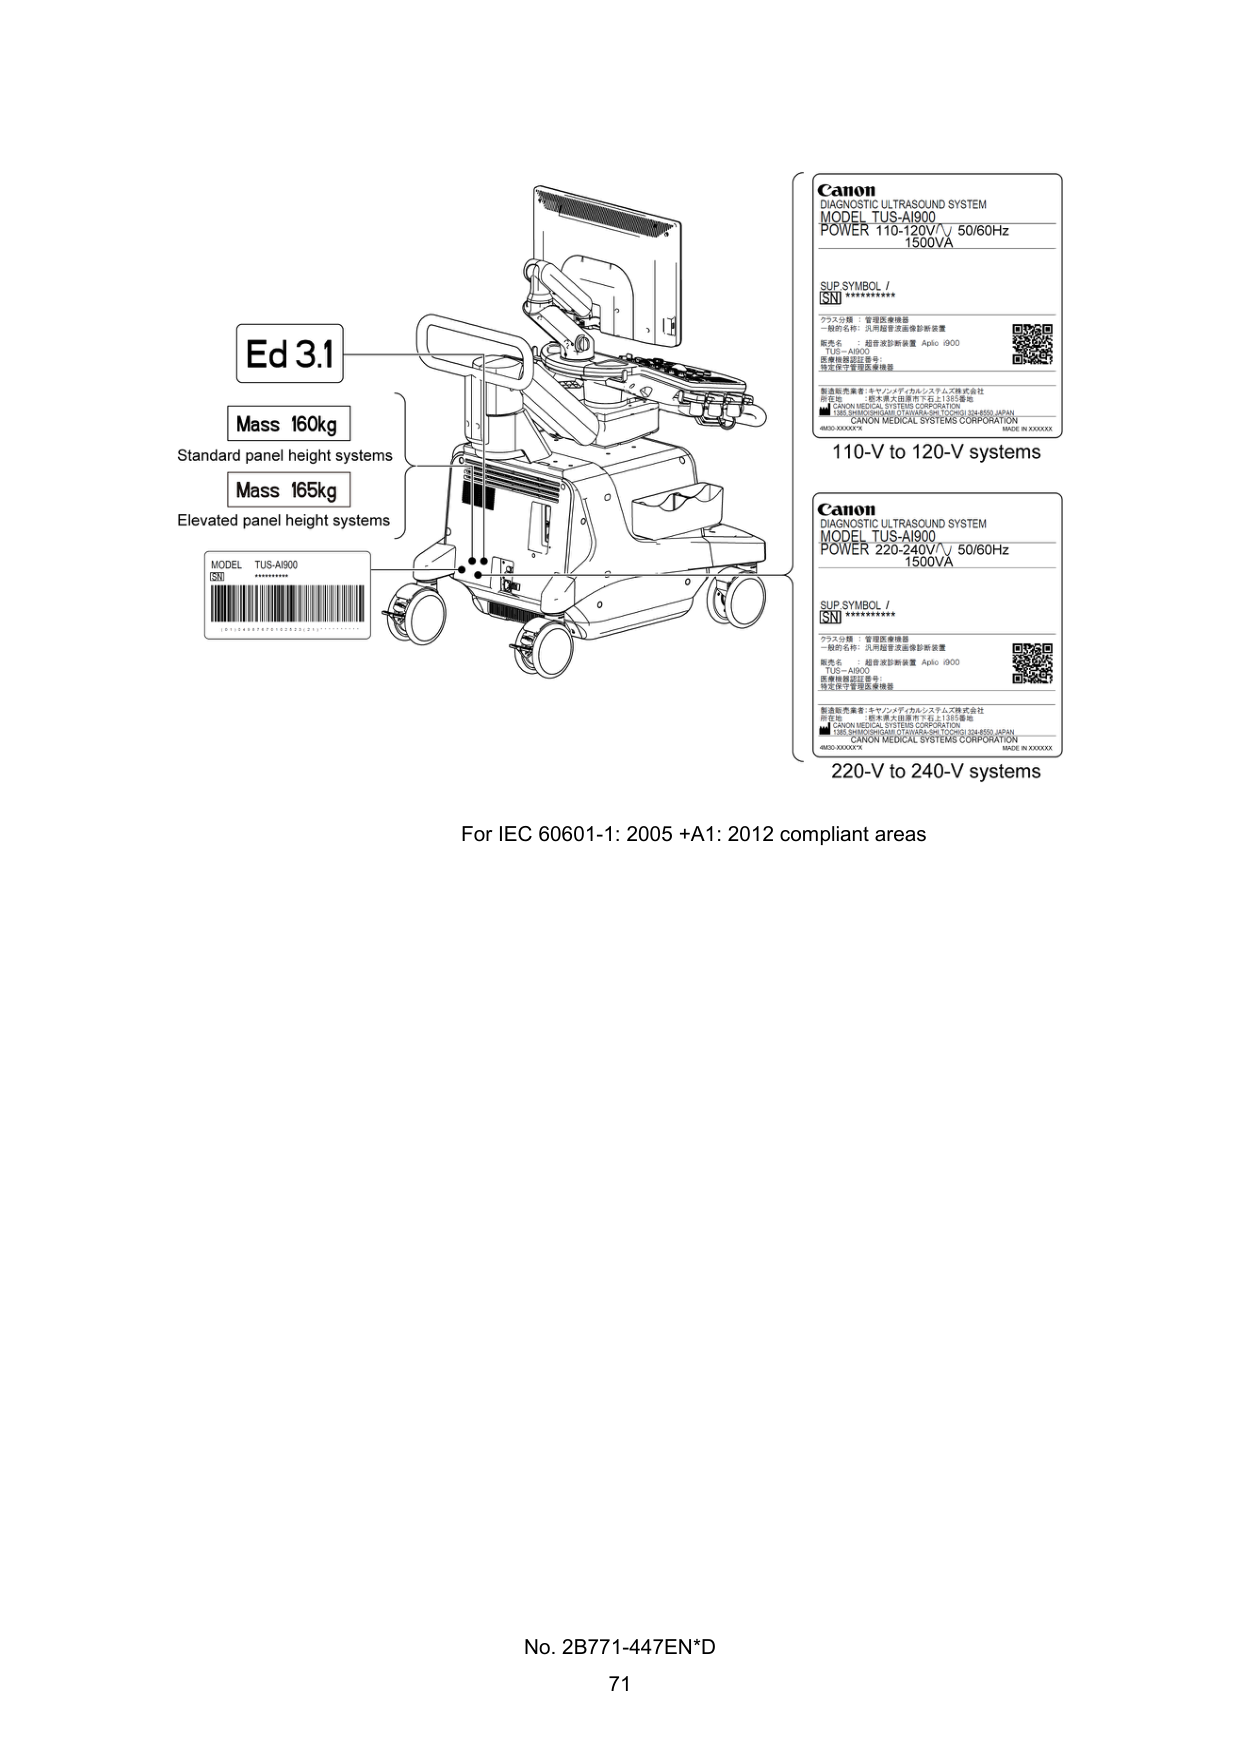 Ed 3.1
Mass 160kg
Standard panel height systems
Mass 165kg
Elevated panel height systems
MODEL TUS-AI900
SN **********
Canon
DIAGNOSTIC ULTRASOUND SYSTEM
MODEL TUS-AI900
POWER 110-120V 50/60Hz
1500VA
SUP.SYMBOL /
SN **********
クラス分類 : 管理医療機器
一般的名称: 汎用超音波画像診断装置
販売名 : 超音波診断装置 Aplio i900
TUS-AI900
医療機器認証番号:
特定保守管理医療機器
製造販売業者:キヤノンメディカルシステムズ株式会社
所在地 :栃木県大田原市下石上1385番地
CANON MEDICAL SYSTEMS CORPORATION
1385,SHIMOISHIGAMI,OTAWARA-SHI,TOCHIGI 324-8550,JAPAN
CANON MEDICAL SYSTEMS CORPORATION
4M30-XXXXX*X MADE IN XXXXXX
110-V to 120-V systems
Canon
DIAGNOSTIC ULTRASOUND SYSTEM
MODEL TUS-AI900
POWER 220-240V 50/60Hz
1500VA
SUP.SYMBOL /
SN **********
クラス分類 : 管理医療機器
一般的名称: 汎用超音波画像診断装置
販売名 : 超音波診断装置 Aplio i900
TUS-AI900
医療機器認証番号:
特定保守管理医療機器
製造販売業者:キヤノンメディカルシステムズ株式会社
所在地 :栃木県大田原市下石上1385番地
CANON MEDICAL SYSTEMS CORPORATION
1385,SHIMOISHIGAMI,OTAWARA-SHI,TOCHIGI 324-8550,JAPAN
CANON MEDICAL SYSTEMS CORPORATION
4M30-XXXXX*X MADE IN XXXXXX
220-V to 240-V systems
For IEC 60601-1: 2005 +A1: 2012 compliant areas
No. 2B771-447EN*D
71